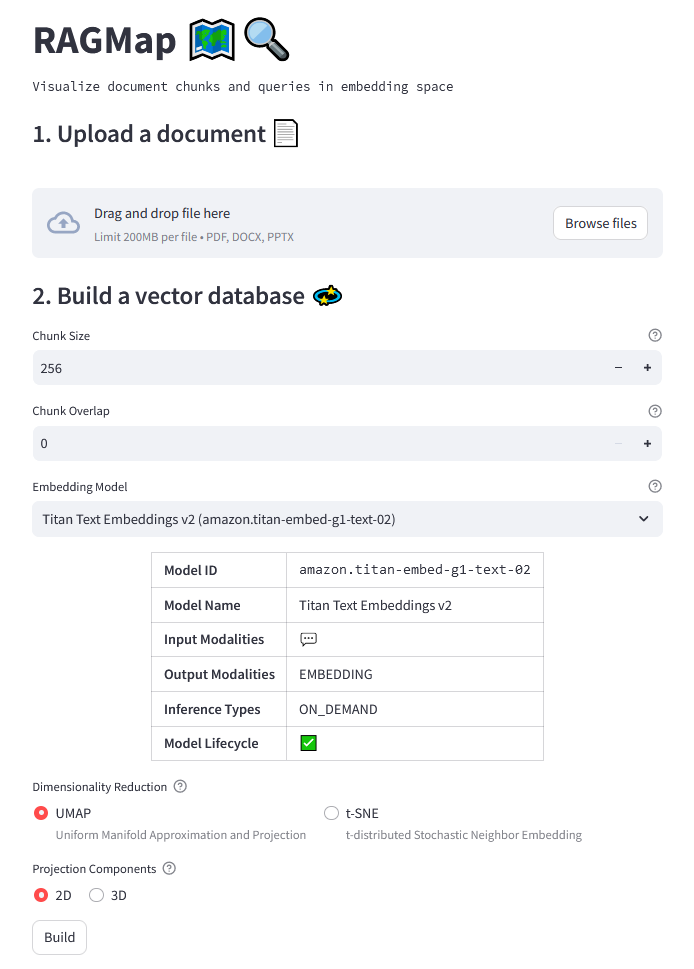 RAGMap 🗺️🔍
Visualize document chunks and queries in embedding space
1. Upload a document 📄
Drag and drop file here
Limit 200MB per file • PDF, DOCX, PPTX
Browse files
2. Build a vector database 💫
Chunk Size
256
Chunk Overlap
0
Embedding Model
Titan Text Embeddings v2 (amazon.titan-embed-g1-text-02)
Model ID amazon.titan-embed-g1-text-02
Model Name Titan Text Embeddings v2
Input Modalities 💬
Output Modalities EMBEDDING
Inference Types ON_DEMAND
Model Lifecycle ✅
Dimensionality Reduction
UMAP
Uniform Manifold Approximation and Projection
t-SNE
t-distributed Stochastic Neighbor Embedding
Projection Components
2D 3D
Build